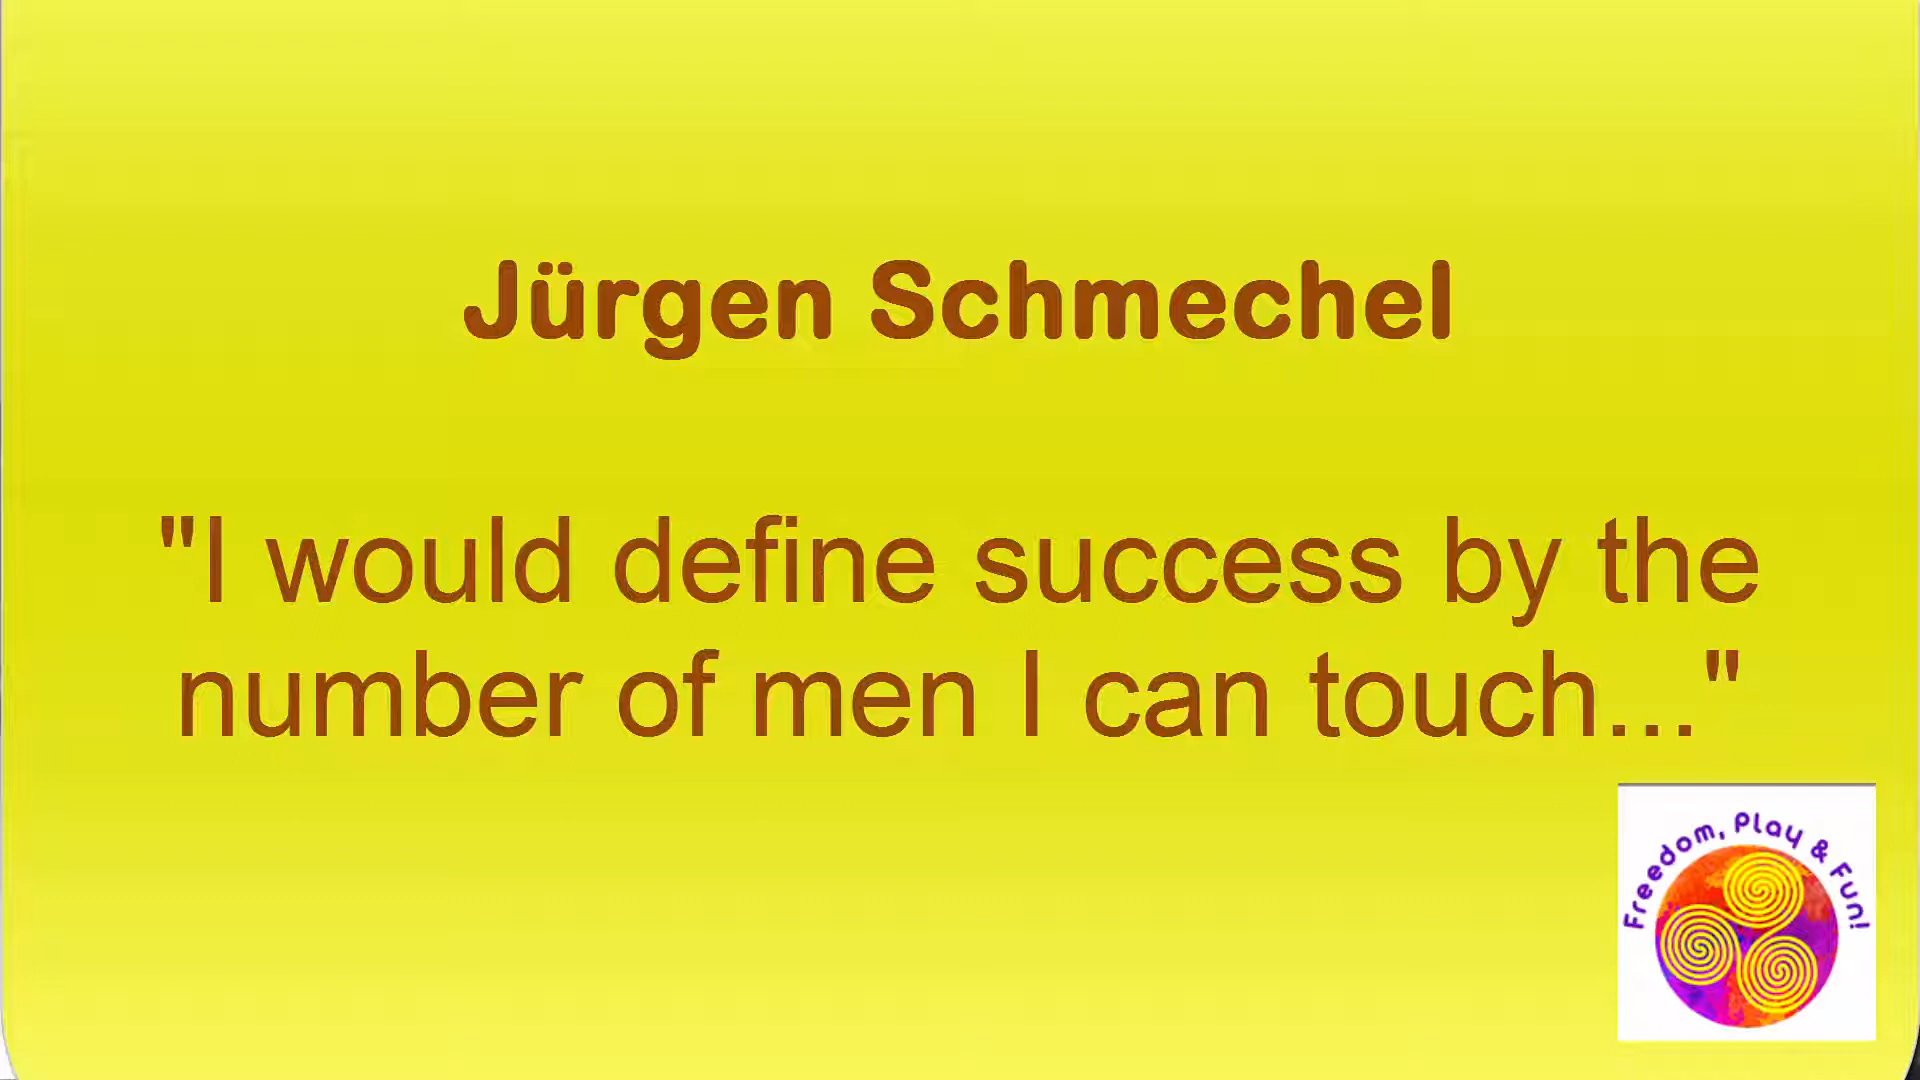 Jürgen Schmechel
"I would define success by the
number of men I can touch..."
Freedom, Play & Fun!